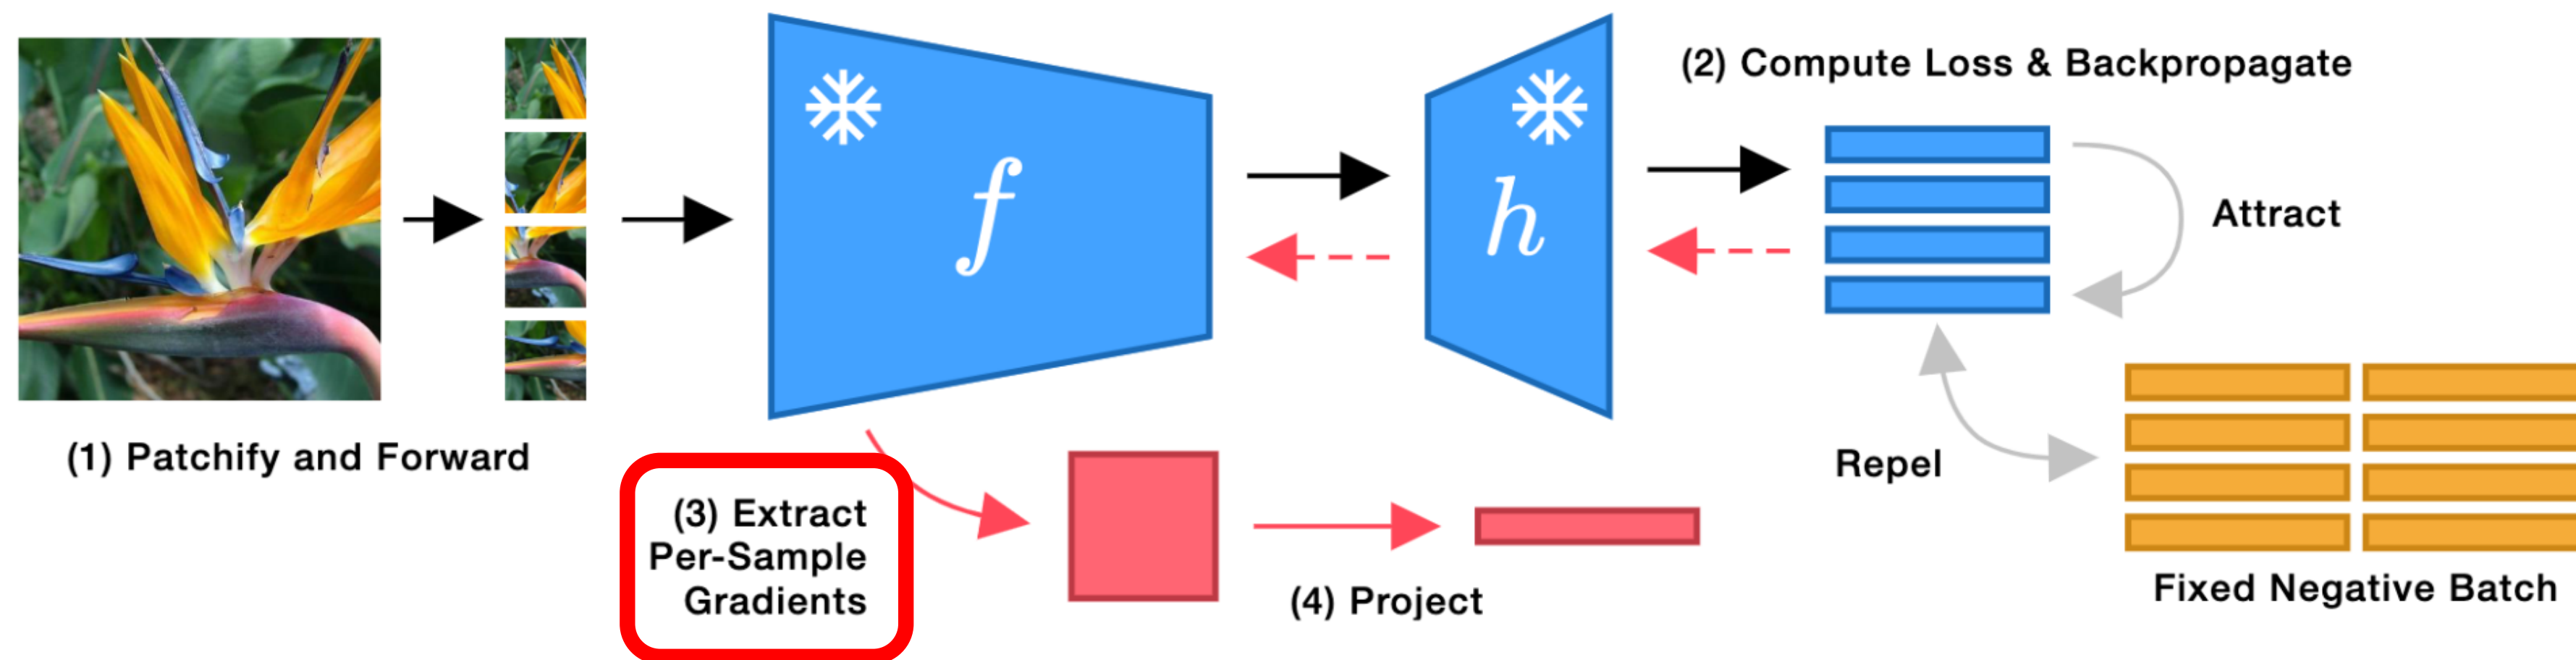 (1) Patchify and Forward
f
h
(2) Compute Loss & Backpropagate
Attract
Repel
Fixed Negative Batch
(3) Extract
Per-Sample
Gradients
(4) Project